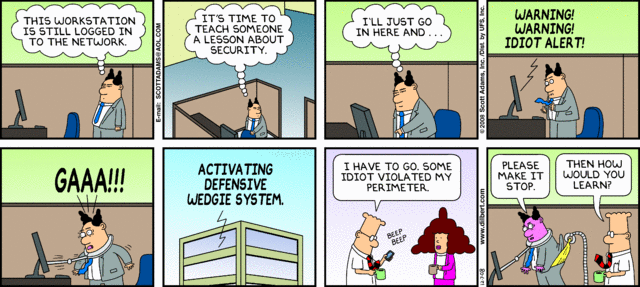 THIS WORKSTATION
IS STILL LOGGED IN
TO THE NETWORK.
E-mail: SCOTTADAMS@AOL.COM
IT'S TIME TO
TEACH SOMEONE
A LESSON ABOUT
SECURITY.
I'LL JUST GO
IN HERE AND . . .
© 2008 Scott Adams, Inc. /Dist. by UFS, Inc.
WARNING!
WARNING!
IDIOT ALERT!
GAAA!!!
ACTIVATING
DEFENSIVE
WEDGIE SYSTEM.
I HAVE TO GO. SOME
IDIOT VIOLATED MY
PERIMETER.
BEEP
BEEP
www.dilbert.com
PLEASE
MAKE IT
STOP.
THEN HOW
WOULD YOU
LEARN?